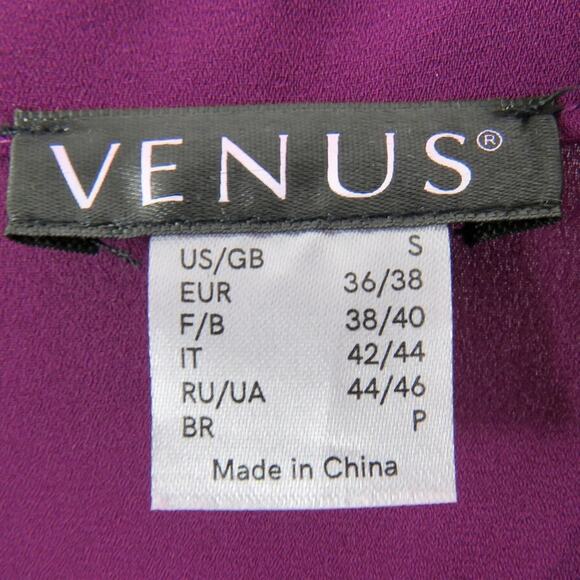 VENUS®
US/GB S
EUR 36/38
F/B 38/40
IT 42/44
RU/UA 44/46
BR P
Made in China